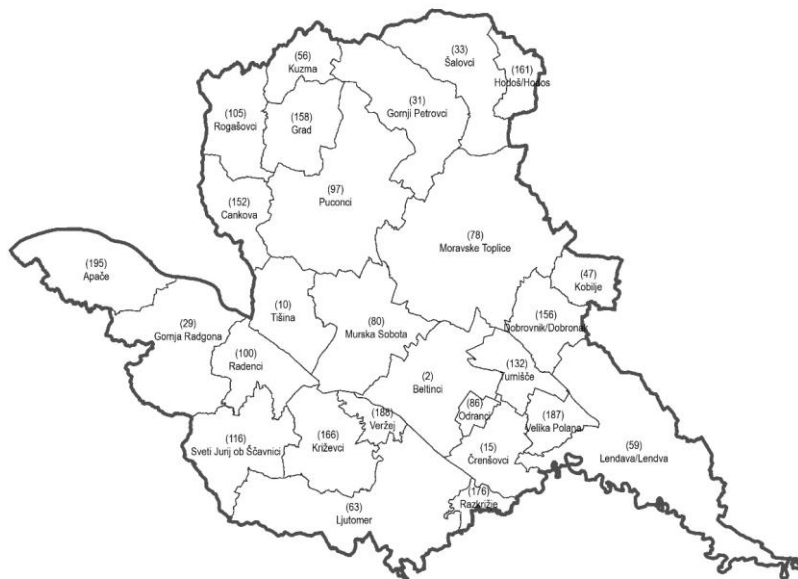 (33)
Šalovci
(56)
Kuzma
(161)
Hodoš/Hodos
(31)
Gornji Petrovci
(105)
Rogašovci
(158)
Grad
(97)
Puconci
(152)
Cankova
(78)
Moravske Toplice
(195)
Apače
(47)
Kobilje
(10)
Tišina
(156)
Dobrovnik/Dobronak
(29)
Gornja Radgona
(80)
Murska Sobota
(100)
Radenci
(132)
Turnišče
(2)
Beltinci
(86)
Odranci
(188)
Veržej
(187)
Velika Polana
(166)
Križevci
(116)
Sveti Jurij ob Ščavnici
(15)
Črenšovci
(59)
Lendava/Lendva
(176)
Razkrižje
(63)
Ljutomer